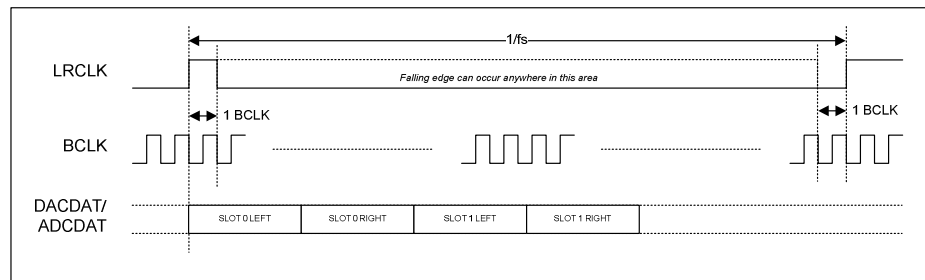 1/fs
LRCLK
Falling edge can occur anywhere in this area
1 BCLK
1 BCLK
BCLK
DACDAT/
ADCDAT
SLOT 0 LEFT
SLOT 0 RIGHT
SLOT 1 LEFT
SLOT 1 RIGHT